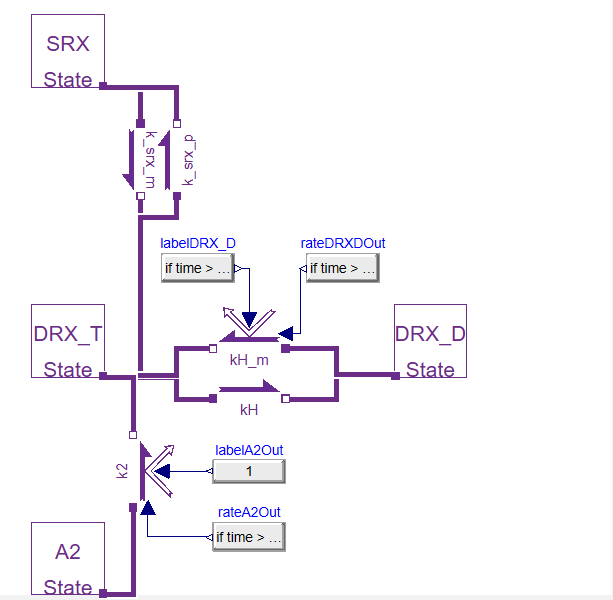 SRX
State
k_srx_m
k_srx_p
labelDRX_D
rateDRXDOut
if time > ...
if time > ...
DRX_T
State
DRX_D
State
kH_m
kH
k2
labelA2Out
1
rateA2Out
if time > ...
A2
State